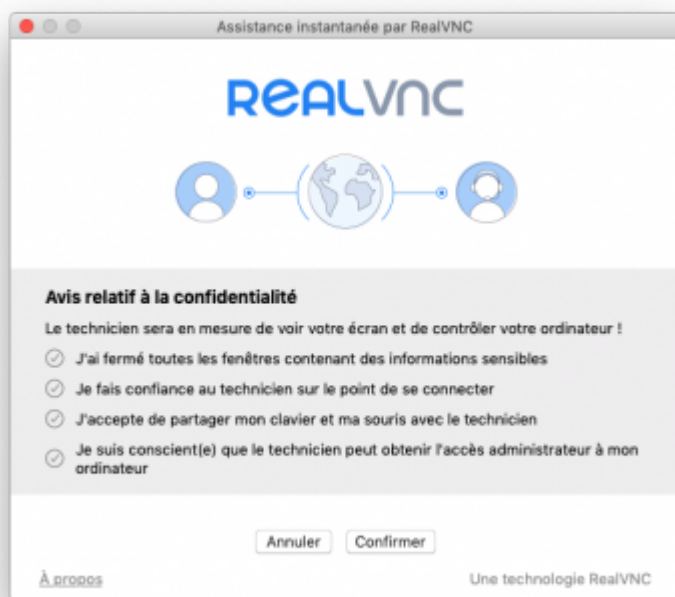 Assistance instantanée par RealVNC
REALVNC
Avis relatif à la confidentialité
Le technicien sera en mesure de voir votre écran et de contrôler votre ordinateur !
J'ai fermé toutes les fenêtres contenant des informations sensibles
Je fais confiance au technicien sur le point de se connecter
J'accepte de partager mon clavier et ma souris avec le technicien
Je suis conscient(e) que le technicien peut obtenir l'accès administrateur à mon
ordinateur
Annuler Confirmer
À propos Une technologie RealVNC